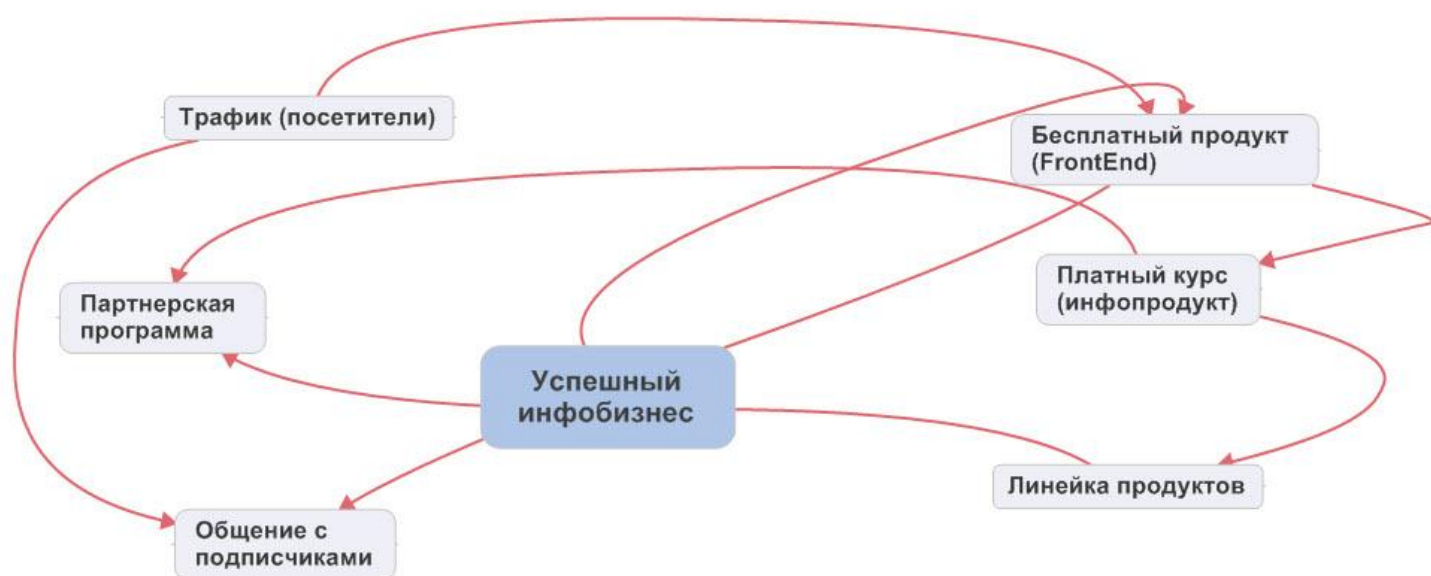 Трафик (посетители)
Бесплатный продукт
(FrontEnd)
Платный курс
(инфопродукт)
Партнерская
программа
Успешный
инфобизнес
Линейка продуктов
Общение с
подписчиками